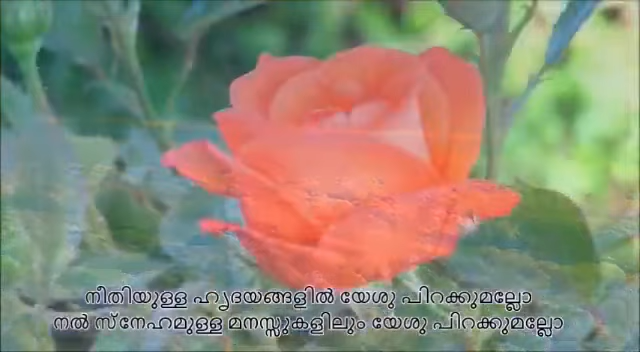 നീതിയുള്ള ഹൃദയങ്ങളിൽ യേശു പിറക്കുമല്ലോ
നൽ സ്നേഹമുള്ള മനസ്സുകളിലും യേശു പിറക്കുമല്ലോ